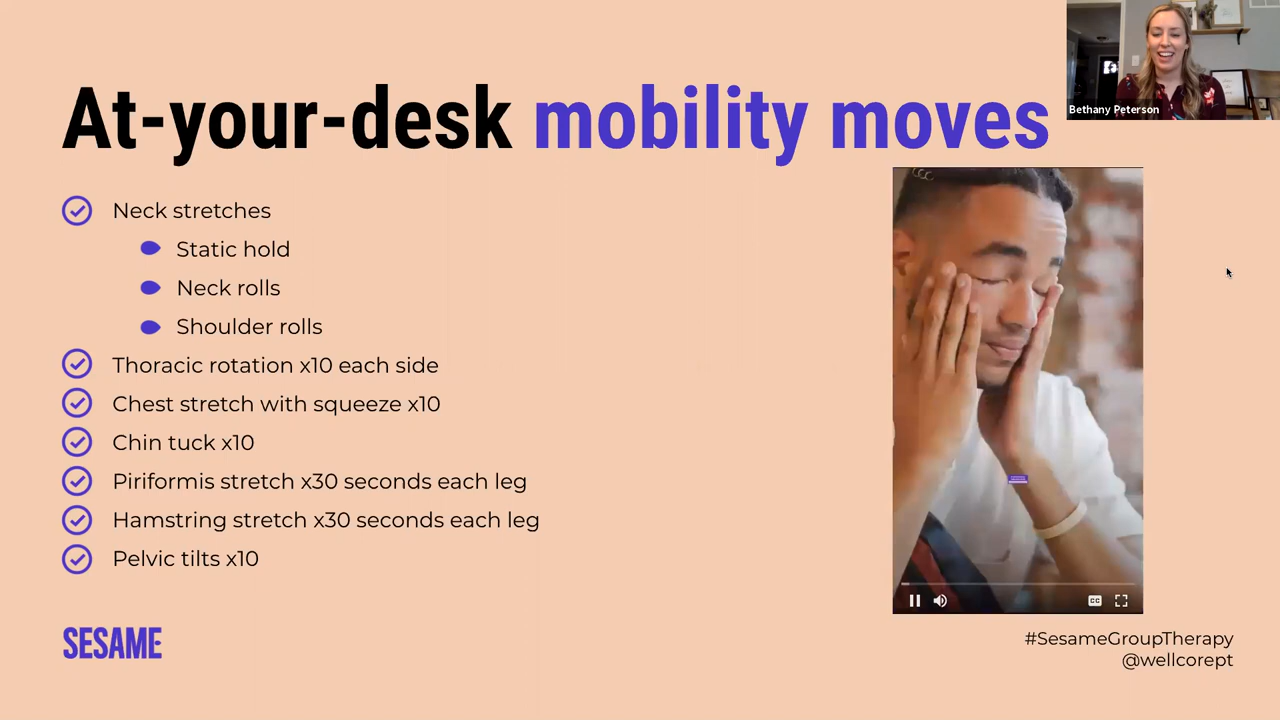 At-your-desk mobility moves
Bethany Peterson
Neck stretches
Static hold
Neck rolls
Shoulder rolls
Thoracic rotation x10 each side
Chest stretch with squeeze x10
Chin tuck x10
Piriformis stretch x30 seconds each leg
Hamstring stretch x30 seconds each leg
Pelvic tilts x10
CC
SESAME
#SesameGroupTherapy
@wellcorept